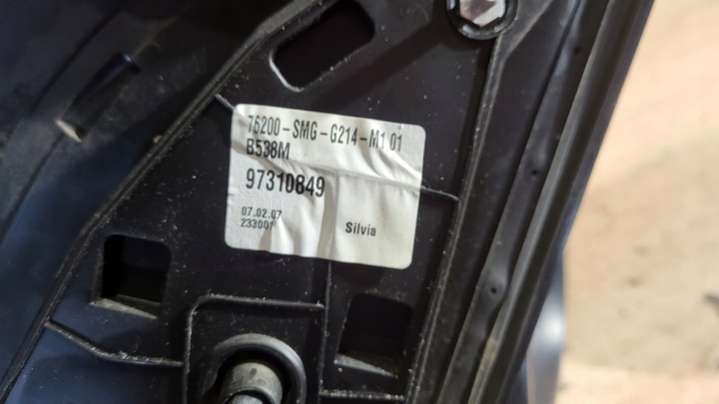 76200-SMG-G214-M1 01
B538M
97310849
07.02.07
233001
Silvia